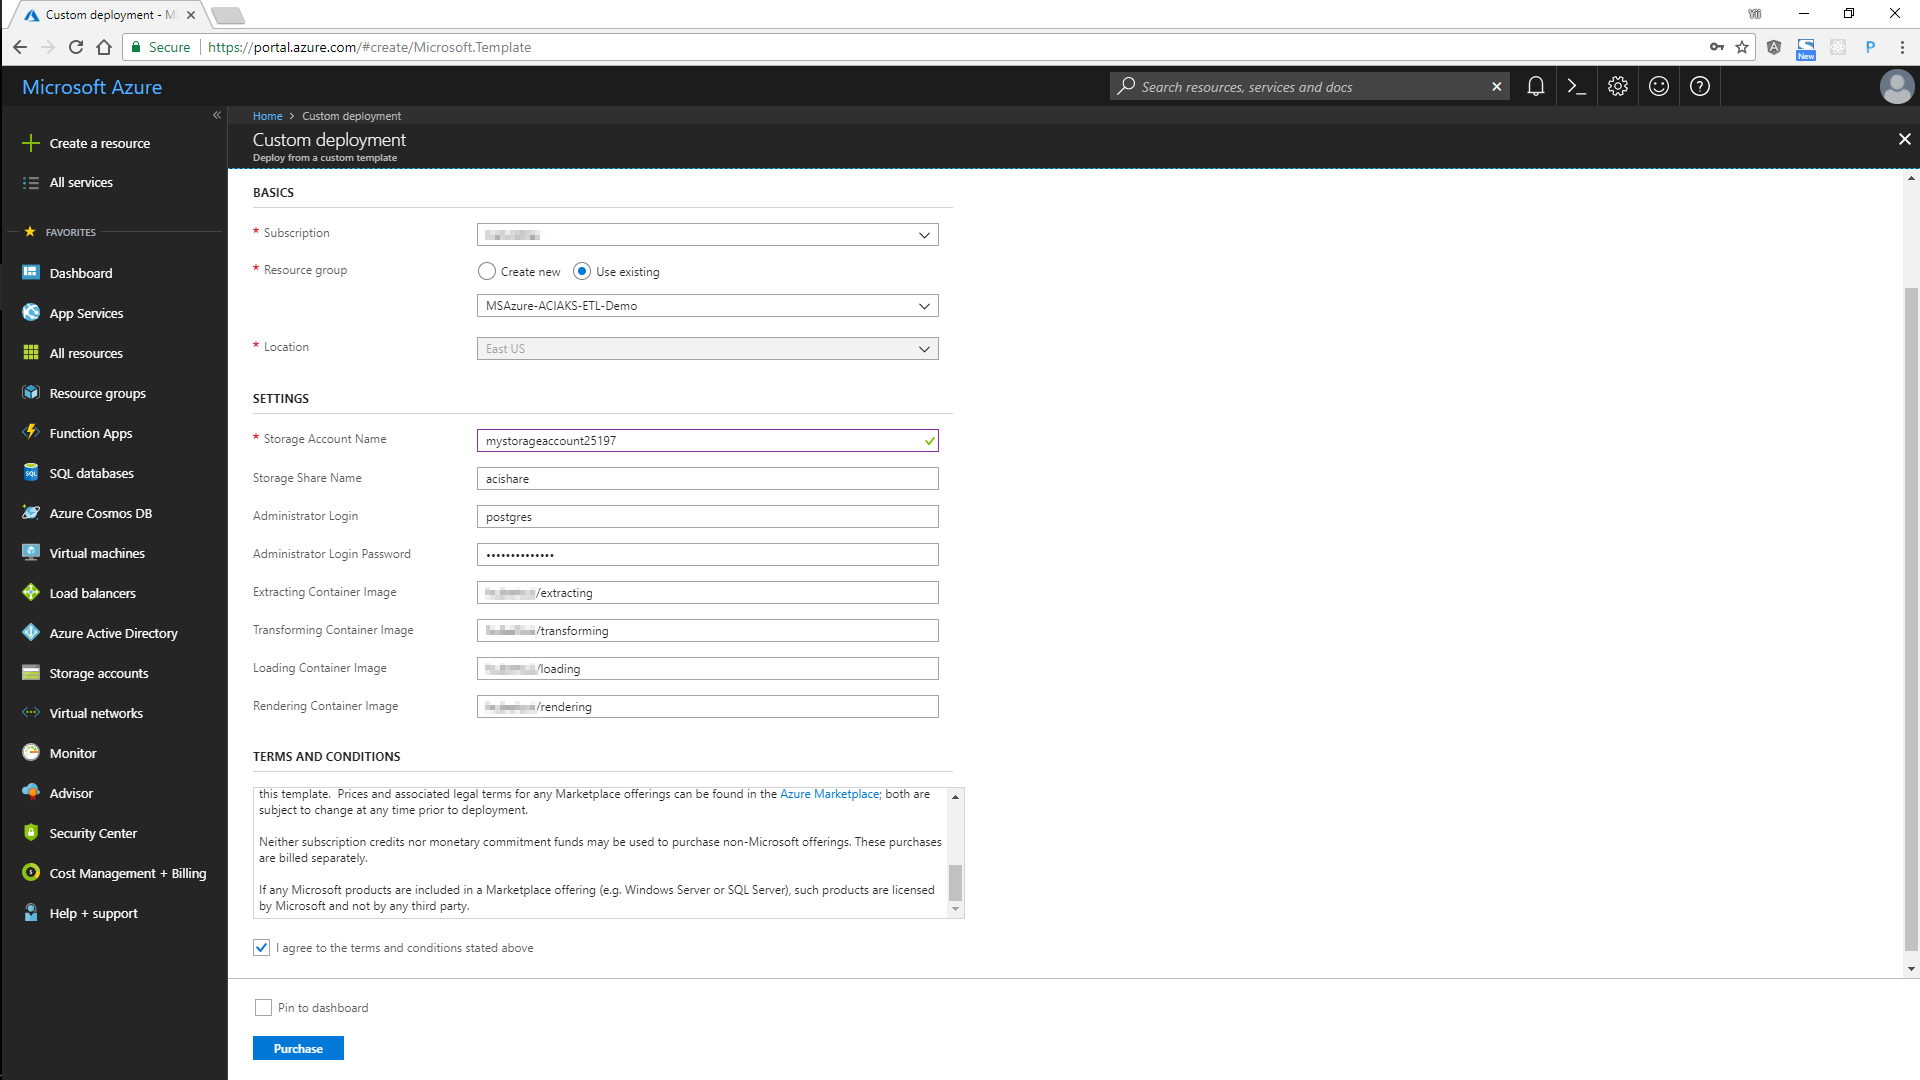 Custom deployment - M
Secure
https://portal.azure.com/#create/Microsoft.Template
New
P
Microsoft Azure
Search resources, services and docs
Create a resource
All services
FAVORITES
Dashboard
App Services
All resources
Resource groups
Function Apps
SQL databases
Azure Cosmos DB
Virtual machines
Load balancers
Azure Active Directory
Storage accounts
Virtual networks
Monitor
Advisor
Security Center
Cost Management + Billing
Help + support
Home > Custom deployment
Custom deployment
Deploy from a custom template
BASICS
* Subscription
* Resource group
Create new
Use existing
MSAzure-ACIAKS-ETL-Demo
* Location
East US
SETTINGS
* Storage Account Name
mystorageaccount25197
Storage Share Name
acishare
Administrator Login
postgres
Administrator Login Password
••••••••••••••
Extracting Container Image
/extracting
Transforming Container Image
/transforming
Loading Container Image
/loading
Rendering Container Image
/rendering
TERMS AND CONDITIONS
this template. Prices and associated legal terms for any Marketplace offerings can be found in the Azure Marketplace; both are
subject to change at any time prior to deployment.
Neither subscription credits nor monetary commitment funds may be used to purchase non-Microsoft offerings. These purchases
are billed separately.
If any Microsoft products are included in a Marketplace offering (e.g. Windows Server or SQL Server), such products are licensed
by Microsoft and not by any third party.
I agree to the terms and conditions stated above
Pin to dashboard
Purchase